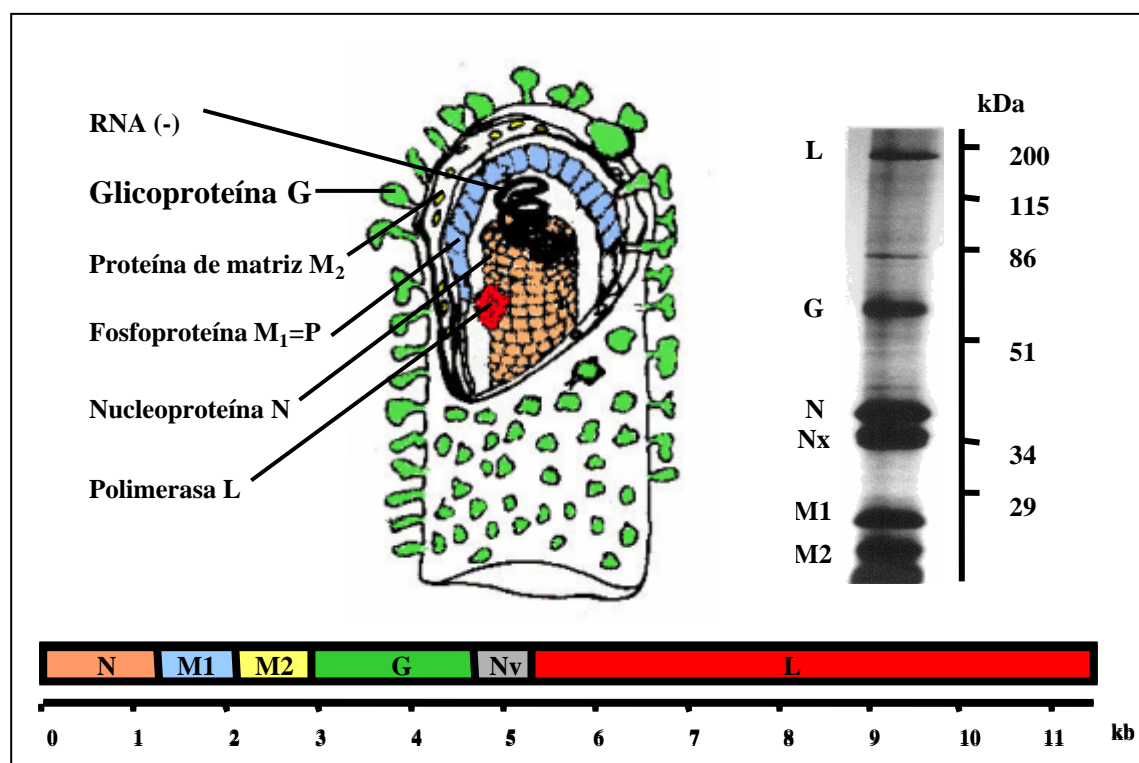 RNA (-)
Glicoproteína G
Proteína de matriz M₂
Fosfoproteína M₁=P
Nucleoproteína N
Polimerasa L
kDa
L
200
115
86
G
51
N
Nx
34
M1
29
M2
N M1 M2 G Nv L
0 1 2 3 4 5 6 7 8 9 10 11 kb